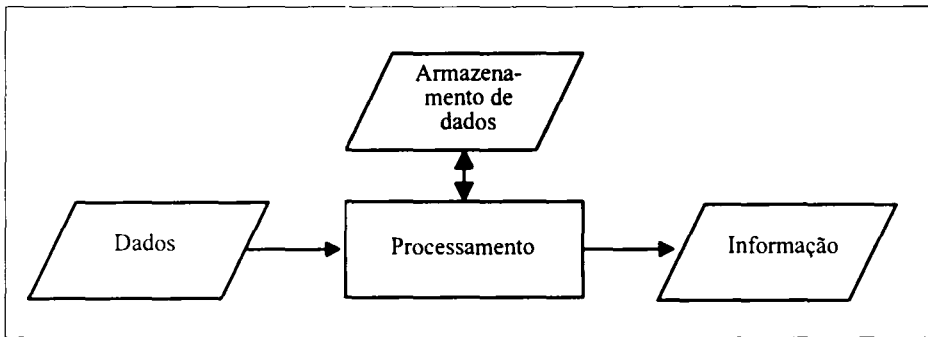 Armazena-
mento de
dados
Dados
Processamento
Informação